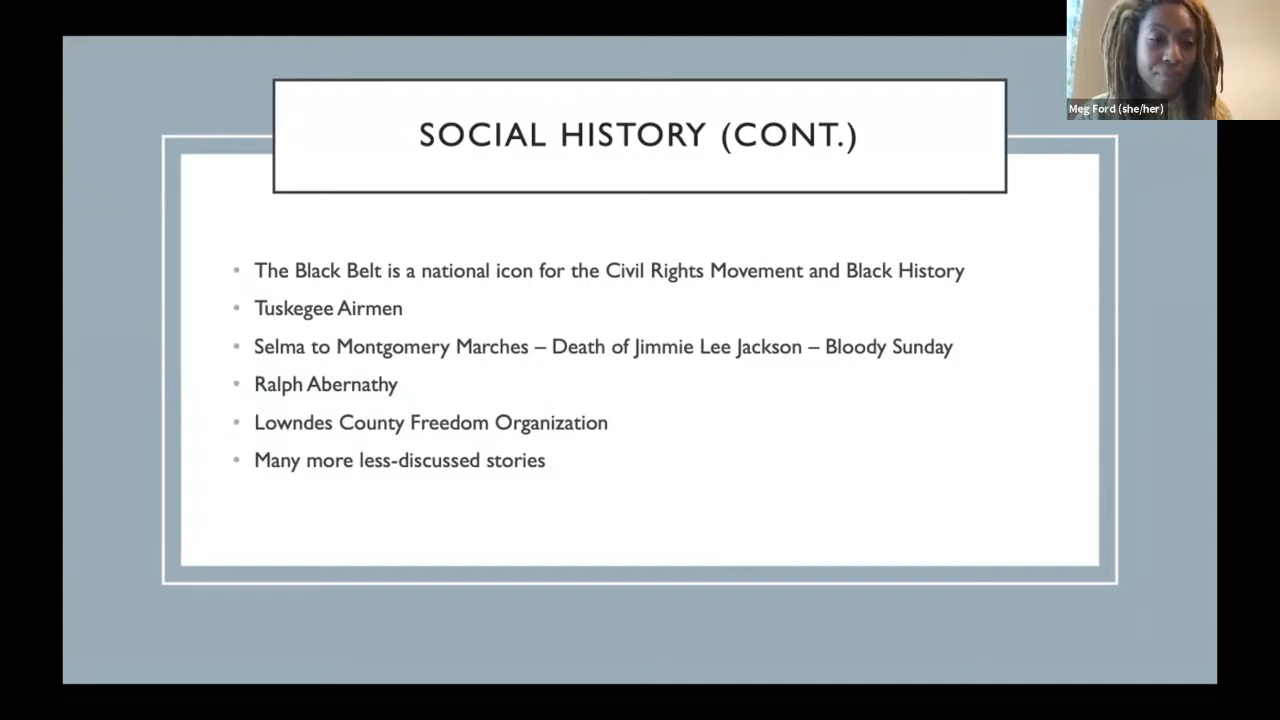 Meg Ford (she/her)
SOCIAL HISTORY (CONT.)
• The Black Belt is a national icon for the Civil Rights Movement and Black History
• Tuskegee Airmen
• Selma to Montgomery Marches – Death of Jimmie Lee Jackson – Bloody Sunday
• Ralph Abernathy
• Lowndes County Freedom Organization
• Many more less-discussed stories